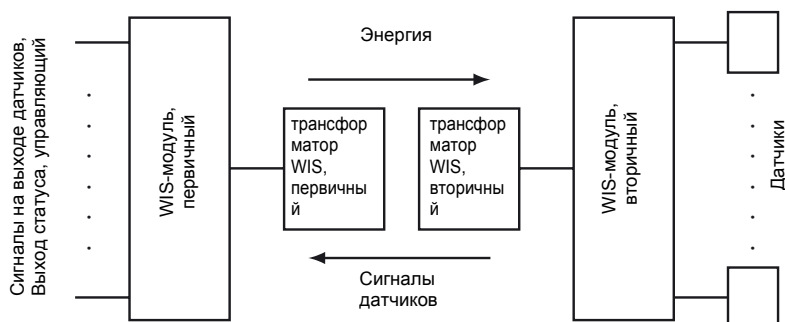 Сигналы на выходе датчиков,
Выход статуса, управляющий
WIS-модуль,
первичный
Энергия
трансфор
матор
WIS,
первичны
й
трансфор
матор
WIS,
вторичны
й
Сигналы
датчиков
WIS-модуль,
вторичный
Датчики